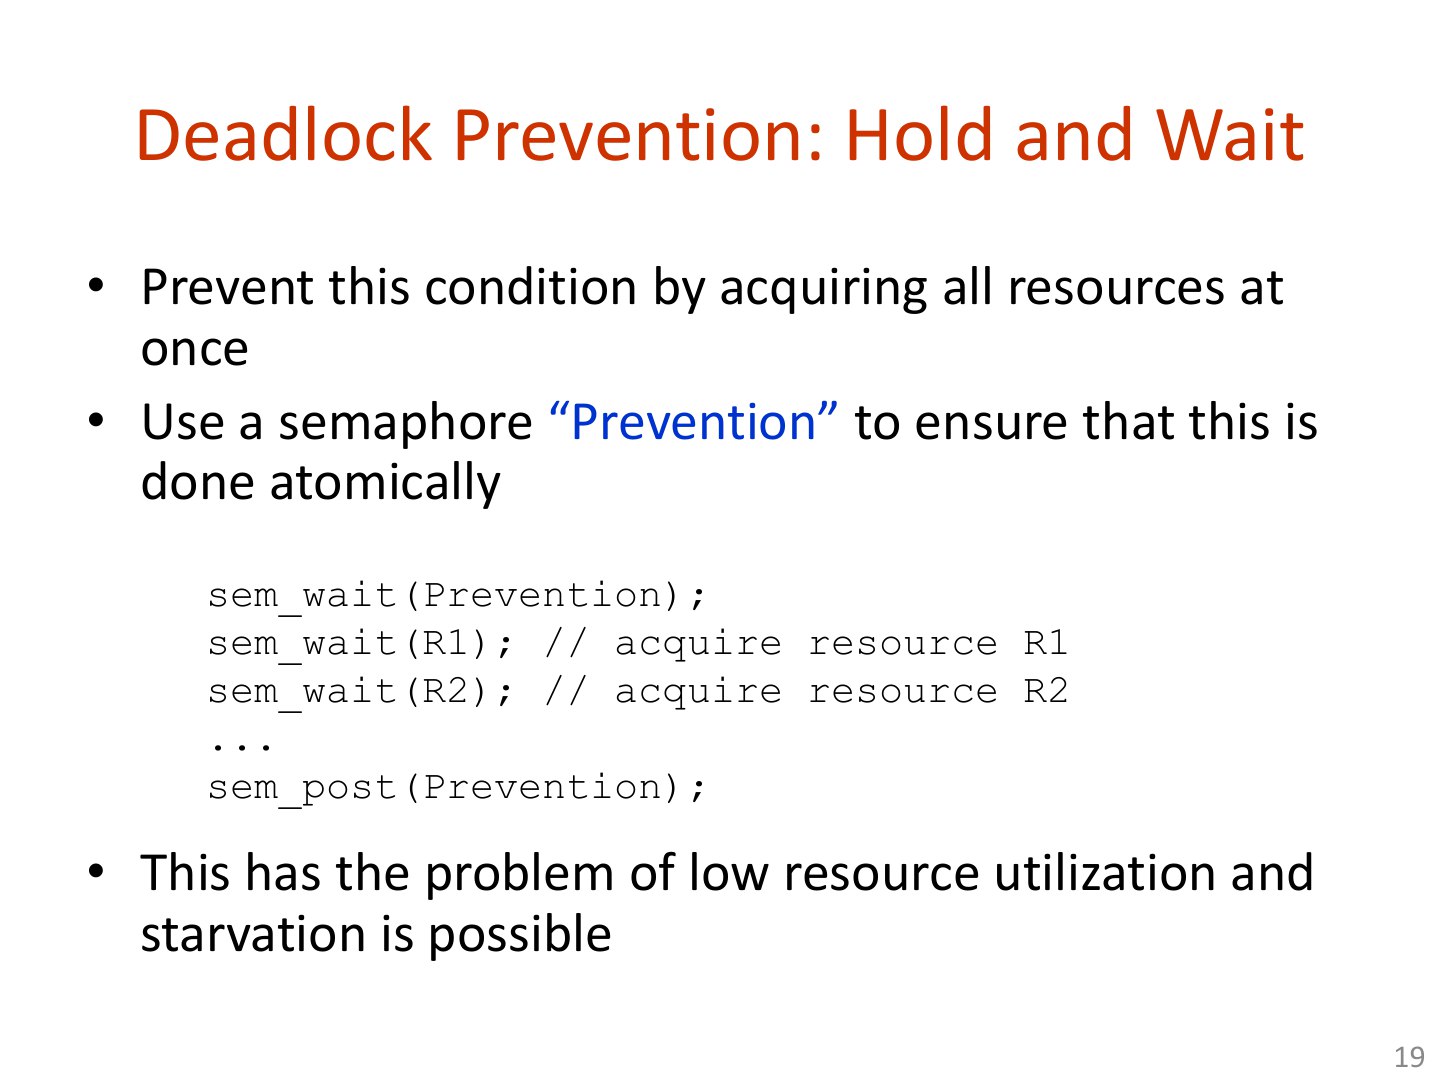 Deadlock Prevention: Hold and Wait
• Prevent this condition by acquiring all resources at
once
• Use a semaphore “Prevention” to ensure that this is
done atomically
sem_wait(Prevention);
sem_wait(R1); // acquire resource R1
sem_wait(R2); // acquire resource R2
...
sem_post(Prevention);
• This has the problem of low resource utilization and
starvation is possible
19